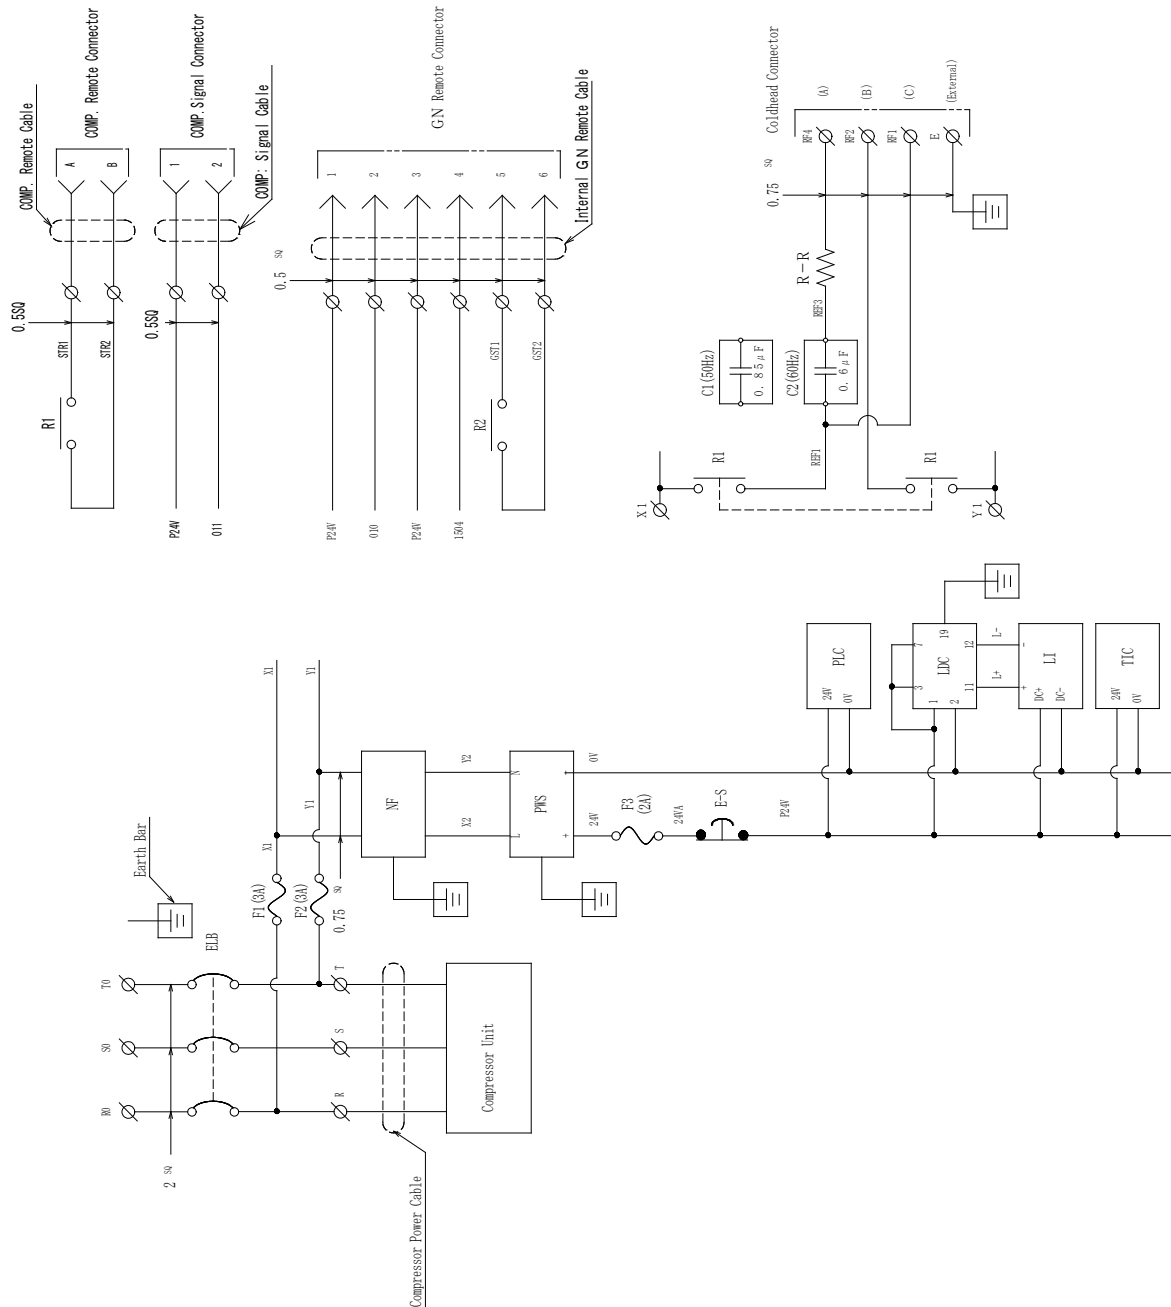 COMP. Remote Cable
COMP. Remote Connector
A
B
0.5SQ
STR1
STR2
R1
COMP.Signal Connector
COMP: Signal Cable
1
2
0.5SQ
P24V
011
GN Remote Connector
Internal GN Remote Cable
1
2
3
4
5
6
0.5 SQ
GST1
GST2
R2
P24V
010
P24V
1504
Coldhead Connector
(A)
(B)
(C)
(External)
RF4
RF2
RF1
E
0.75 SQ
R-R
REF3
C1(50Hz)
0.85μF
C2(60Hz)
0.6μF
REF1
R1
R1
X1
Y1
Earth Bar
ELB
T0
S0
R0
2 SQ
T
S
R
Compressor Unit
Compressor Power Cable
F1(3A)
F2(3A)
0.75 SQ
X1
Y1
X1
Y1
NF
X2
Y2
L
N
PWS
+
-
24V
0V
F3
(2A)
24VA
E-S
P24V
PLC
24V
0V
LDC
7
3
1
2
19
12
11
L-
L+
LI
-
+
DC+
DC-
TIC
24V
0V